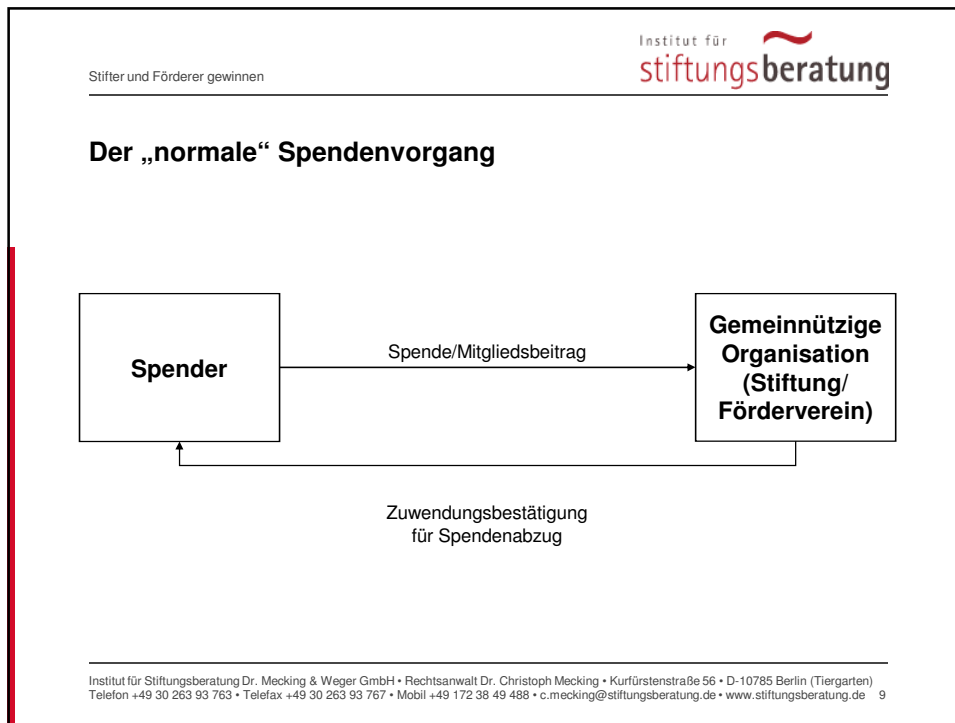 Stifter und Förderer gewinnen
Institut für
stiftungsberatung
Der „normale“ Spendenvorgang
Spender
Spende/Mitgliedsbeitrag
Gemeinnützige
Organisation
(Stiftung/
Förderverein)
Zuwendungsbestätigung
für Spendenabzug
Institut für Stiftungsberatung Dr. Mecking & Weger GmbH • Rechtsanwalt Dr. Christoph Mecking • Kurfürstenstraße 56 • D-10785 Berlin (Tiergarten)
Telefon +49 30 263 93 763 • Telefax +49 30 263 93 767 • Mobil +49 172 38 49 488 • c.mecking@stiftungsberatung.de • www.stiftungsberatung.de 9